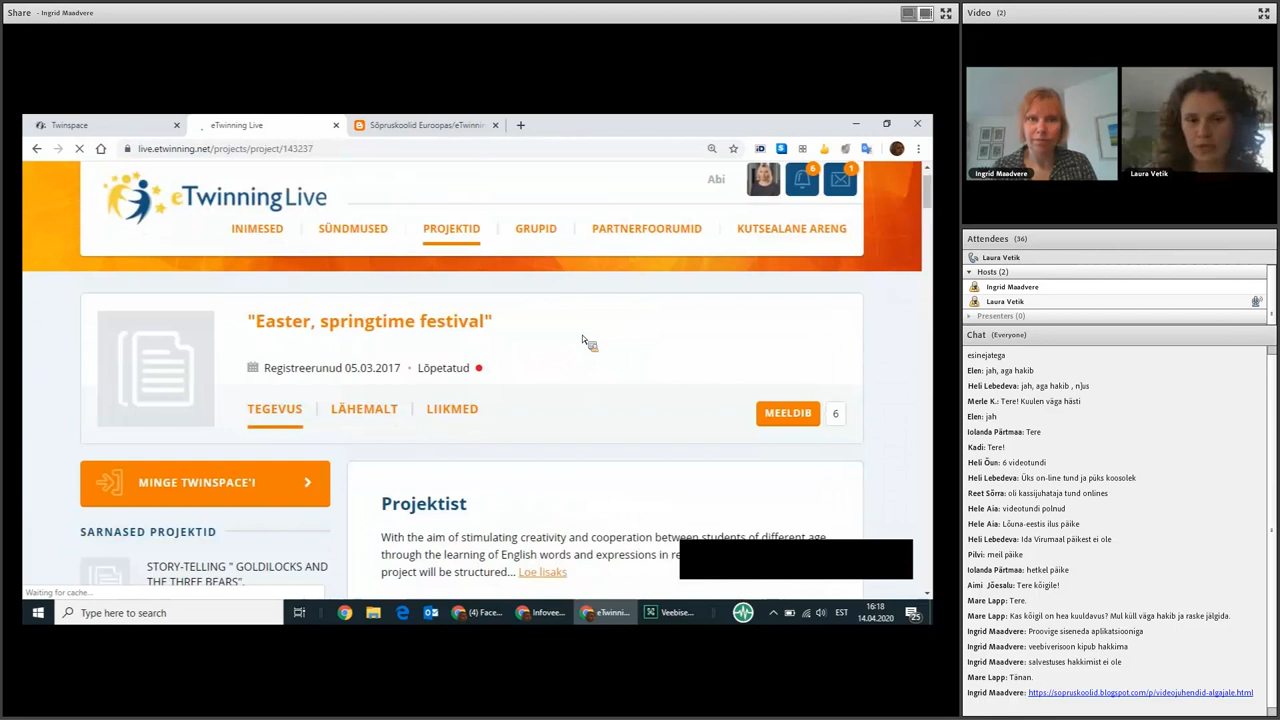 Share - Ingrid Maadvere
Twinspace
eTwinning Live
Sõpruskoolid Euroopas/eTwinnin
live.etwinning.net/projects/project/143237
eTwinning Live
Abi
6
1
INIMESED
SÜNDMUSED
PROJEKTID
GRUPID
PARTNERFOORUMID
KUTSEALANE ARENG
"Easter, springtime festival"
Registreerunud 05.03.2017 • Lõpetatud
TEGEVUS
LÄHEMALT
LIIKMED
MEELDIB
6
MINGE TWINSPACE'I
SARNASED PROJEKTID
STORY-TELLING " GOLDILOCKS AND
THE THREE BEARS".
Projektist
With the aim of stimulating creativity and cooperation between students of different age
through the learning of English words and expressions in re
project will be structured... Loe lisaks
Waiting for cache...
Type here to search
(4) Face...
Infovee...
eTwinni...
Veebise...
EST
16:18
14.04.2020
25
Video (2)
Ingrid Maadvere
Laura Vetik
Attendees (36)
Laura Vetik
Hosts (2)
Ingrid Maadvere
Laura Vetik
Presenters (0)
Chat (Everyone)
esinejatega
Elen: jah, aga hakib
Heli Lebedeva: jah, aga hakib , n)us
Merle K.: Tere! Kuulen väga hästi
Elen: jah
Iolanda Pärtmaa: Tere
Kadi: Tere!
Heli Õun: 6 videotundi
Heli Lebedeva: Üks on-line tund ja püks koosolek
Reet Sõrra: oli kassijuhataja tund onlines
Hele Aia: videotund polnud
Hele Aia: Lõuna-eestis ilus päike
Heli Lebedeva: Ida Virumaal päikest ei ole
Pilvi: meil päike
Iolanda Pärtmaa: hetkel päike
Aimi Jõesalu: Tere kõigile!
Mare Lapp: Tere.
Mare Lapp: Kas kõigil on hea kuuldavus? Mul küll väga hakib ja raske jälgida.
Ingrid Maadvere: Proovige siseneda aplikatsiooniga
Ingrid Maadvere: veebiverisoon kipub hakkima
Ingrid Maadvere: salvestuses hakkimist ei ole
Mare Lapp: Tänan.
Ingrid Maadvere: https://sopruskoolid.blogspot.com/p/videojuhendid-algajale.html